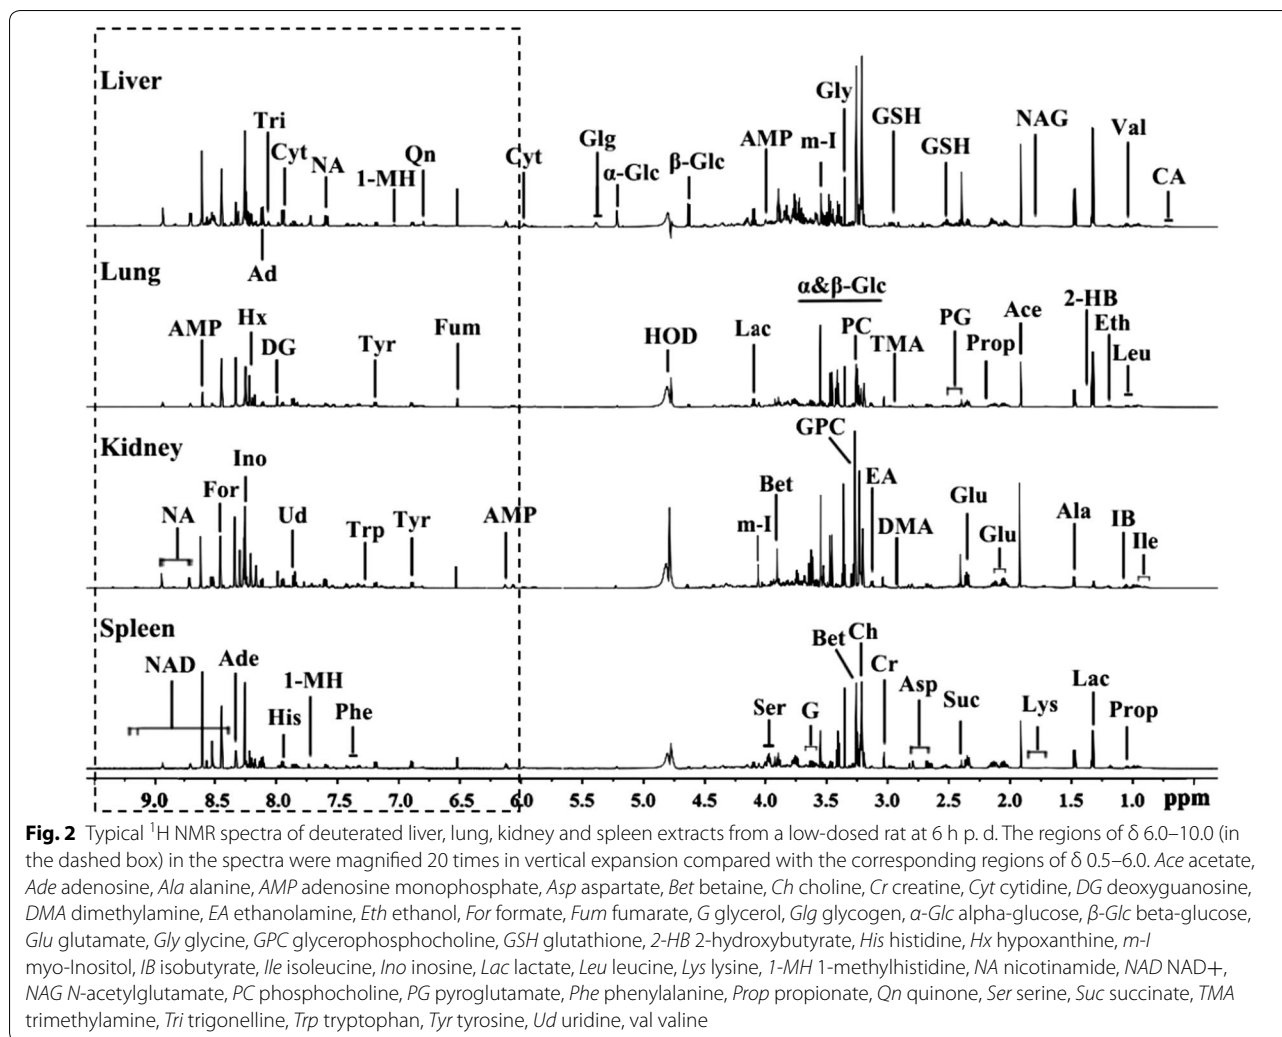 Liver
Tri
Cyt
NA
1-MH
Qn
Cyt
Glg
α-Glc
β-Glc
AMP
m-I
Gly
GSH
GSH
NAG
Val
CA
Ad
Lung
AMP
Hx
DG
Tyr
Fum
HOD
Lac
α&β-Glc
PC
TMA
PG
Prop
Ace
2-HB
Eth
Leu
Kidney
NA
For
Ino
Ud
Trp
Tyr
AMP
m-I
Bet
GPC
EA
DMA
Glu
Glu
Ala
IB
Ile
Spleen
NAD
Ade
His
1-MH
Phe
Ser
G
Bet
Ch
Cr
Asp
Suc
Lys
Lac
Prop
9.0 8.5 8.0 7.5 7.0 6.5 6.0 5.5 5.0 4.5 4.0 3.5 3.0 2.5 2.0 1.5 1.0 ppm
Fig. 2 Typical ¹H NMR spectra of deuterated liver, lung, kidney and spleen extracts from a low-dosed rat at 6 h p. d. The regions of δ 6.0–10.0 (in
the dashed box) in the spectra were magnified 20 times in vertical expansion compared with the corresponding regions of δ 0.5–6.0. Ace acetate,
Ade adenosine, Ala alanine, AMP adenosine monophosphate, Asp aspartate, Bet betaine, Ch choline, Cr creatine, Cyt cytidine, DG deoxyguanosine,
DMA dimethylamine, EA ethanolamine, Eth ethanol, For formate, Fum fumarate, G glycerol, Glg glycogen, α-Glc alpha-glucose, β-Glc beta-glucose,
Glu glutamate, Gly glycine, GPC glycerophosphocholine, GSH glutathione, 2-HB 2-hydroxybutyrate, His histidine, Hx hypoxanthine, m-I
myo-Inositol, IB isobutyrate, Ile isoleucine, Ino inosine, Lac lactate, Leu leucine, Lys lysine, 1-MH 1-methylhistidine, NA nicotinamide, NAD NAD+,
NAG N-acetylglutamate, PC phosphocholine, PG pyroglutamate, Phe phenylalanine, Prop propionate, Qn quinone, Ser serine, Suc succinate, TMA
trimethylamine, Tri trigonelline, Trp tryptophan, Tyr tyrosine, Ud uridine, val valine